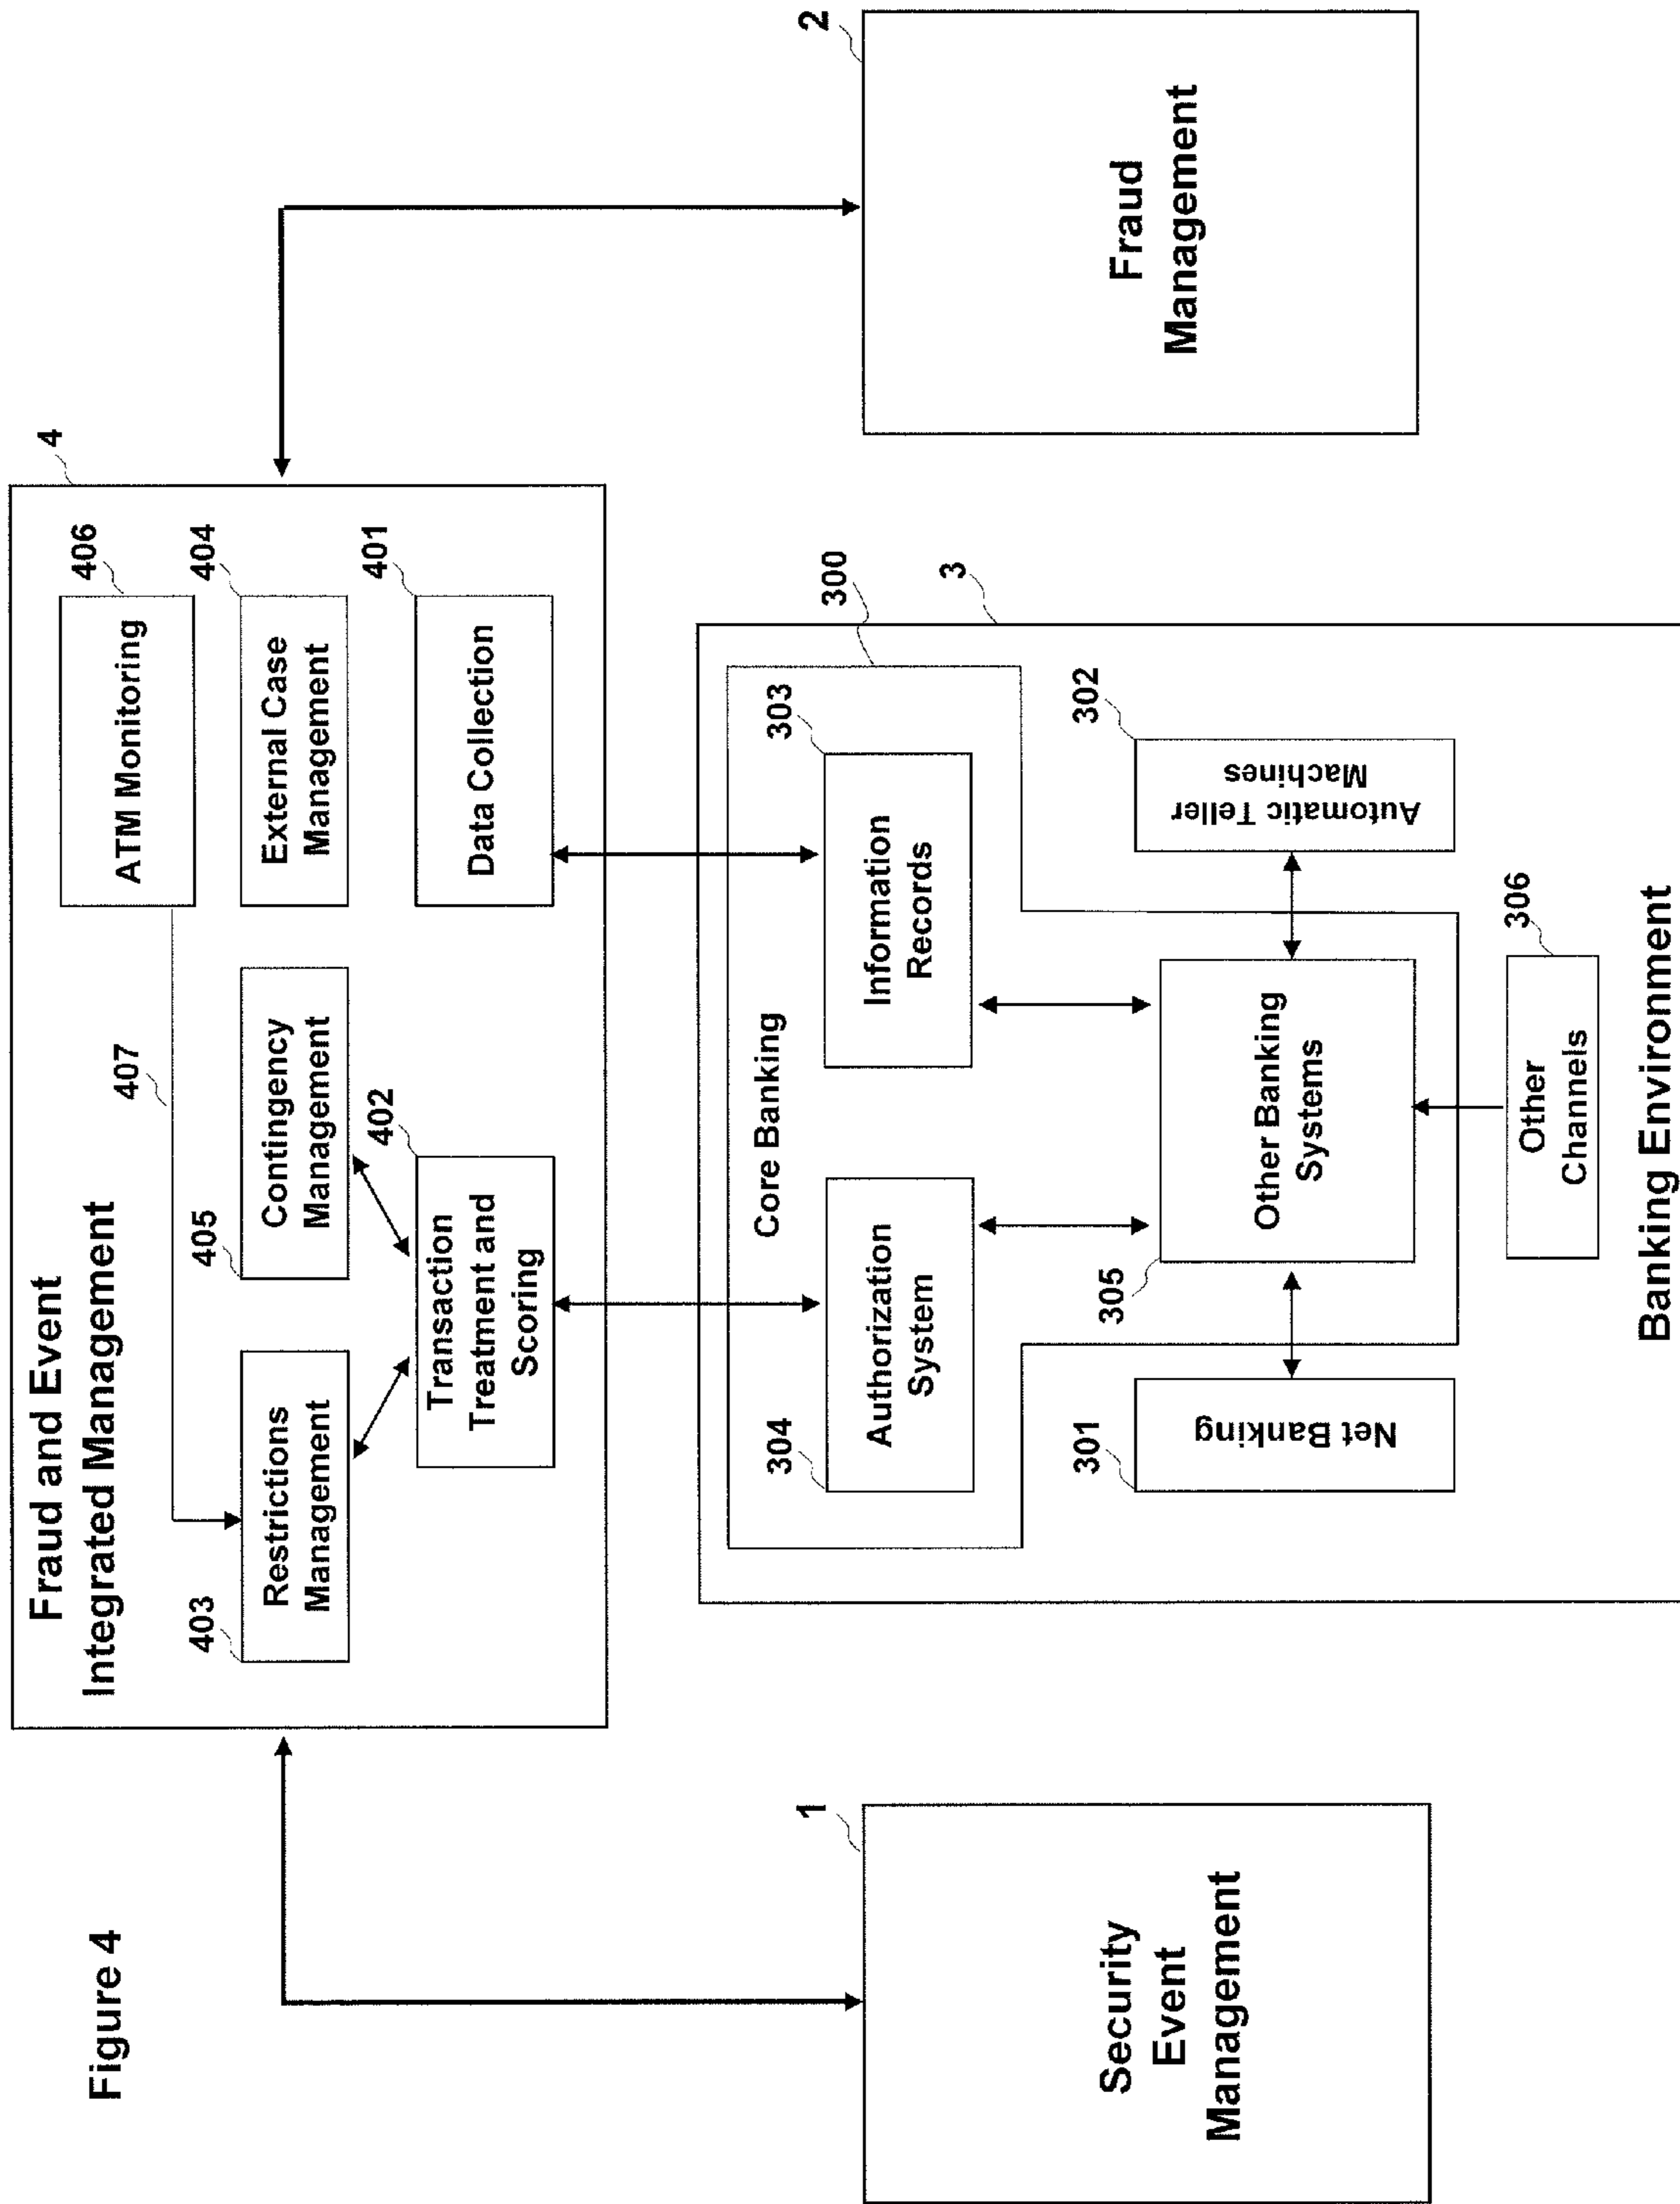 Figure 4
Fraud and Event
Integrated Management
4
403
Restrictions
Management
405
Contingency
Management
407
ATM Monitoring
406
External Case
Management
404
Transaction
Treatment and
Scoring
402
Data Collection
401
1
Security
Event
Management
2
Fraud
Management
3
300
Core Banking
304
Authorization
System
Information
Records
303
301
Net Banking
305
Other Banking
Systems
Automatic Teller
Machines
302
Other
Channels
306
Banking Environment